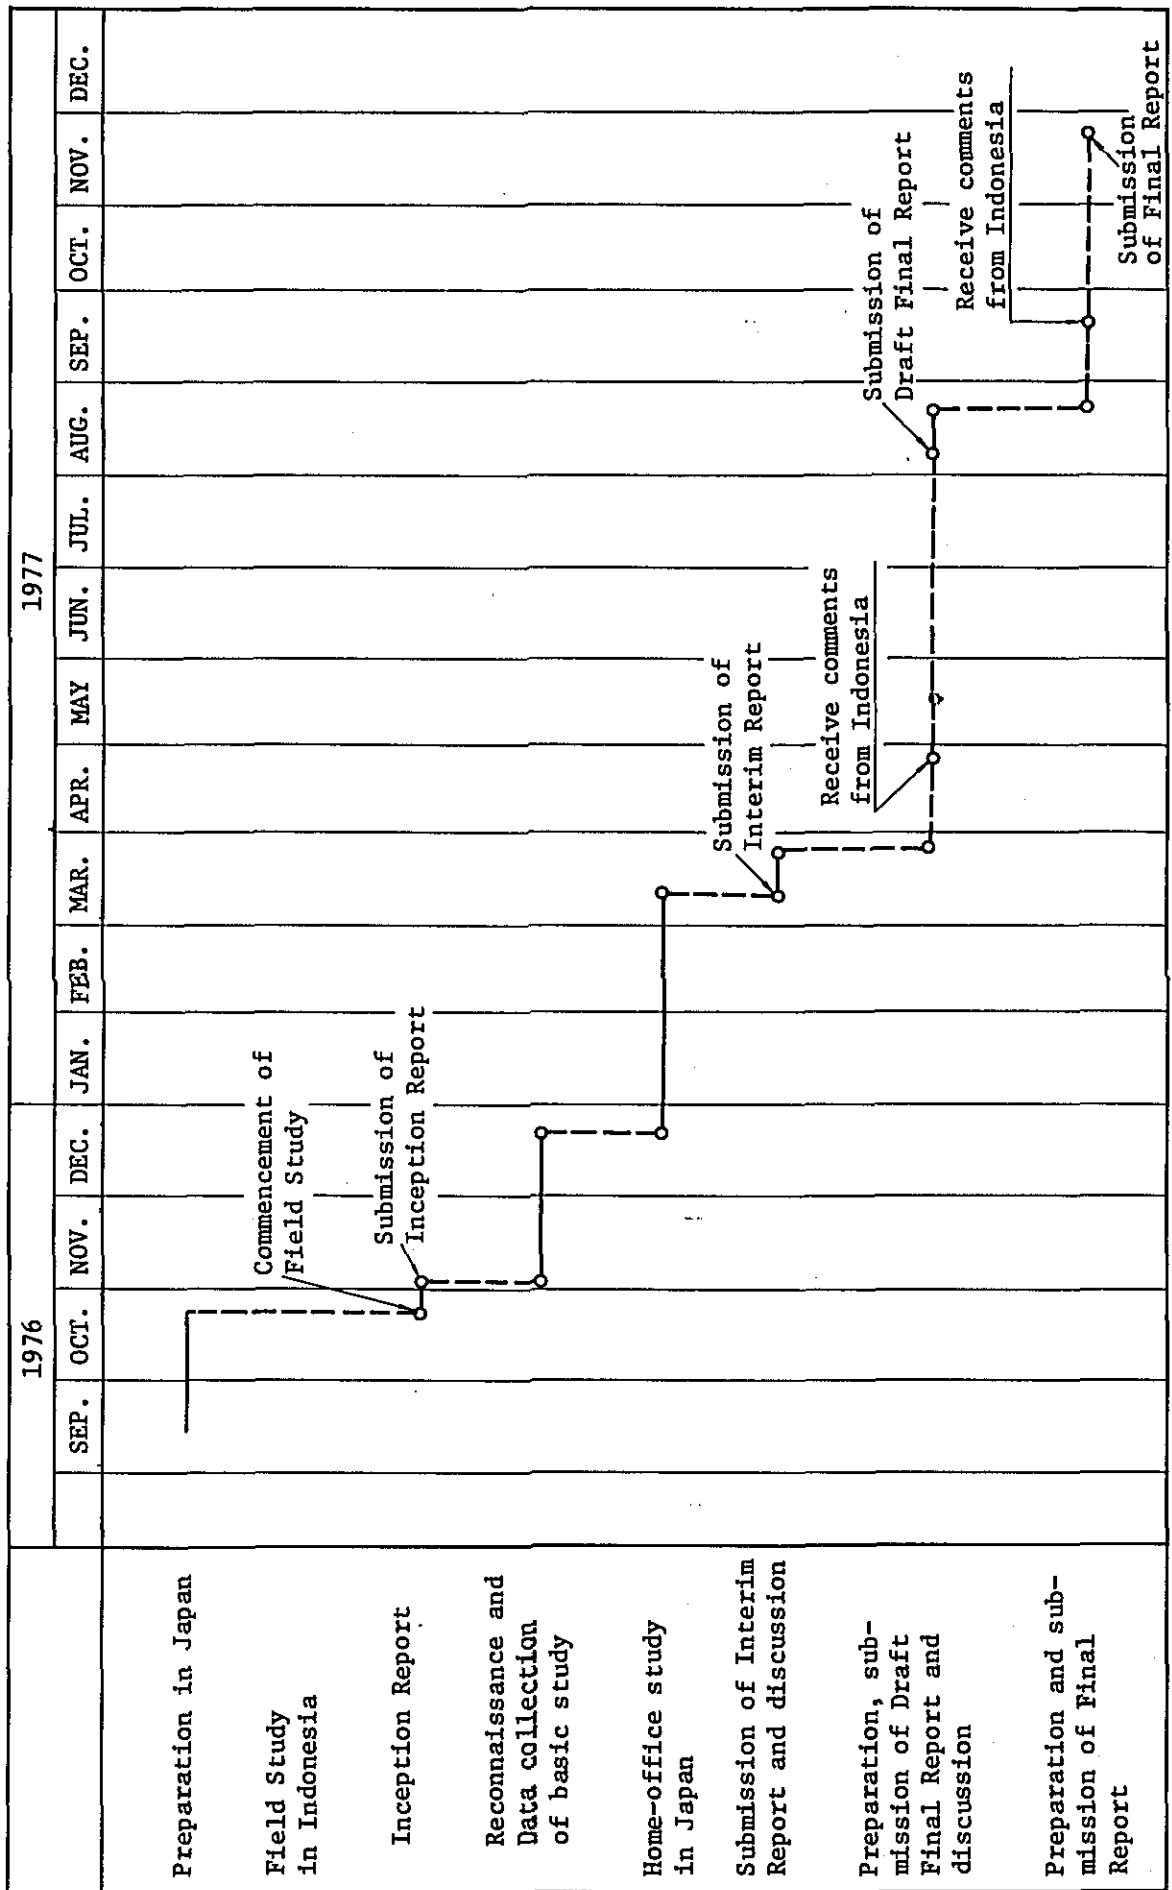 1976
1977
SEP.
OCT.
NOV.
DEC.
JAN.
FEB.
MAR.
APR.
MAY
JUN.
JUL.
AUG.
SEP.
OCT.
NOV.
DEC.
Preparation in Japan
Field Study
in Indonesia
Commencement of
Field Study
Inception Report
Submission of
Inception Report
Reconnaissance and
Data collection
of basic study
Home-office study
in Japan
Submission of Interim
Report and discussion
Submission of
Interim Report
Preparation, sub-
mission of Draft
Final Report and
discussion
Receive comments
from Indonesia
Submission of
Draft Final Report
Preparation and sub-
mission of Final
Report
Receive comments
from Indonesia
Submission
of Final Report